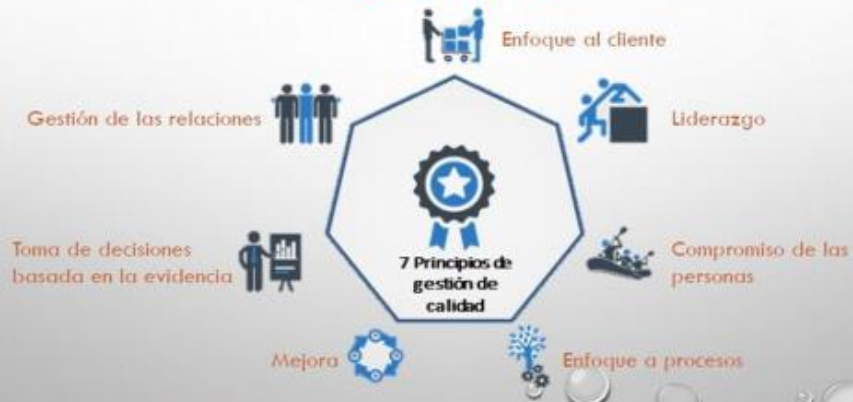 Enfoque al cliente
Gestión de las relaciones
Liderazgo
Toma de decisiones
basada en la evidencia
Compromiso de las
personas
7 Principios de
gestión de
calidad
Mejora
Enfoque a procesos